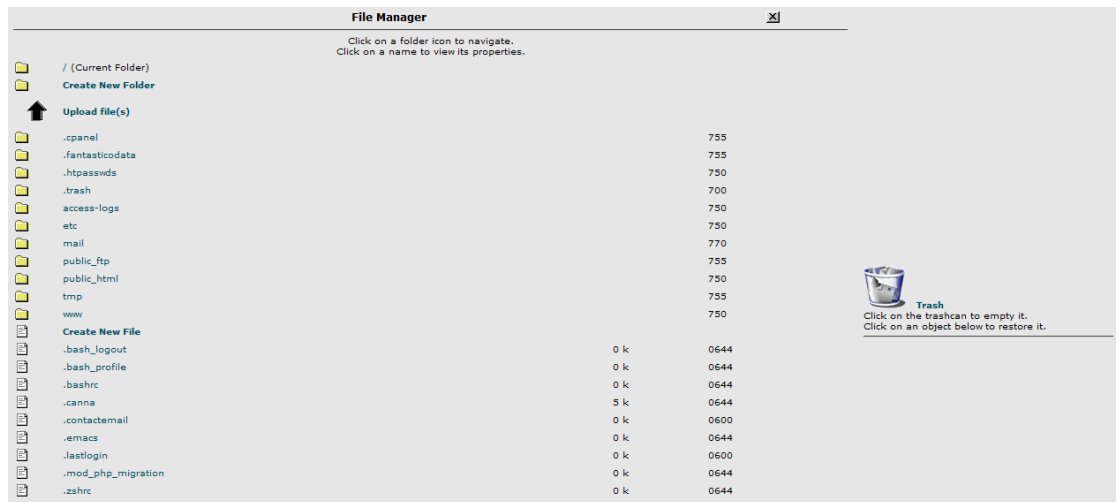 File Manager
X
Click on a folder icon to navigate.
Click on a name to view its properties.
/ (Current Folder)
Create New Folder
Upload file(s)
.cpanel 755
.fantasticodata 755
.htpasswds 750
.trash 700
access-logs 750
etc 750
mail 770
public_ftp 755
public_html 750
tmp 755
www 750
Create New File
.bash_logout 0 k 0644
.bash_profile 0 k 0644
.bashrc 0 k 0644
.canna 5 k 0644
.contactemail 0 k 0600
.emacs 0 k 0644
.lastlogin 0 k 0600
.mod_php_migration 0 k 0644
.zshrc 0 k 0644
Trash
Click on the trashcan to empty it.
Click on an object below to restore it.